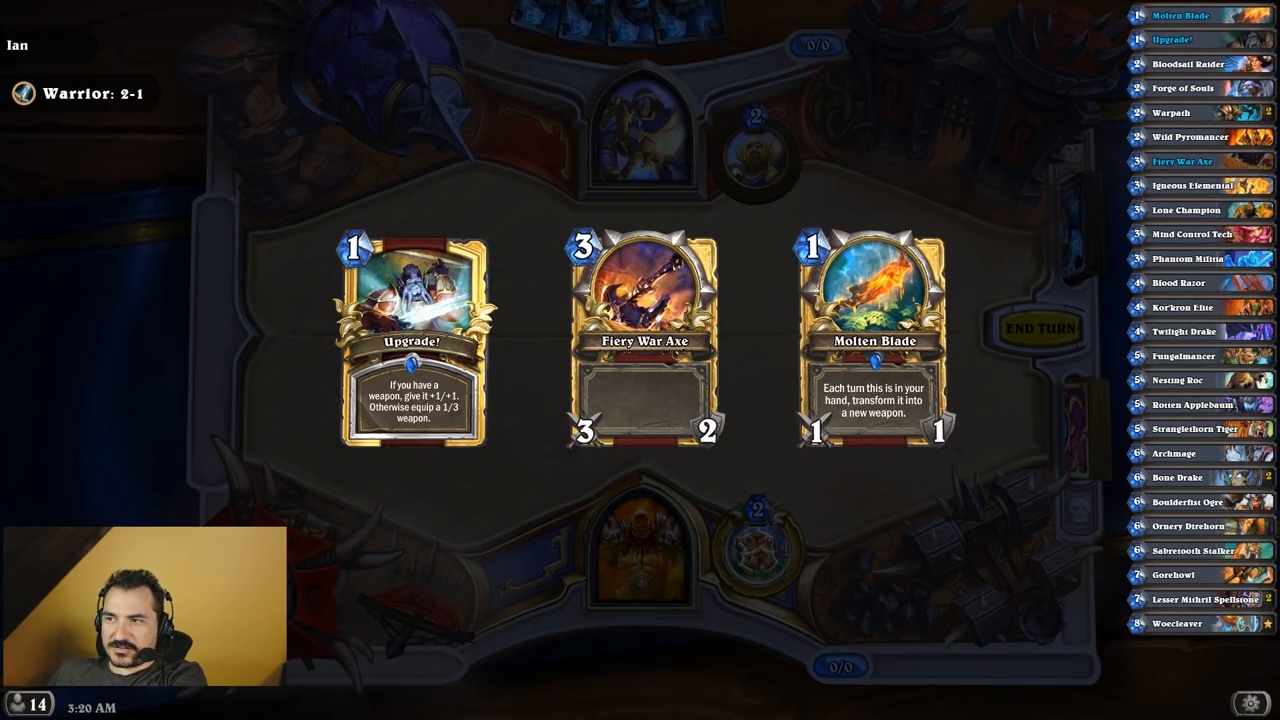 Ian
Warrior: 2-1
0/0
2
1
Upgrade!
If you have a
weapon, give it +1/+1.
Otherwise equip a 1/3
weapon.
3
Fiery War Axe
3
2
1
Molten Blade
Each turn this is in your
hand, transform it into
a new weapon.
1
1
END TURN
2
0/0
14
3:20 AM
1 Molten Blade
1 Upgrade!
2 Bloodsail Raider
2 Forge of Souls
2 Warpath 2
2 Wild Pyromancer
3 Fiery War Axe
3 Igneous Elemental
3 Lone Champion
3 Mind Control Tech
3 Phantom Militia
4 Blood Razor
4 Kor'kron Elite
4 Twilight Drake
5 Fungalmancer
5 Nesting Roc
5 Rotten Applebaum
5 Stranglethorn Tiger
6 Archmage
6 Bone Drake 2
6 Boulderfist Ogre
6 Ornery Direhorn
6 Sabretooth Stalker
7 Gorehowl
7 Lesser Mithril Spellstone 2
8 Woecleaver